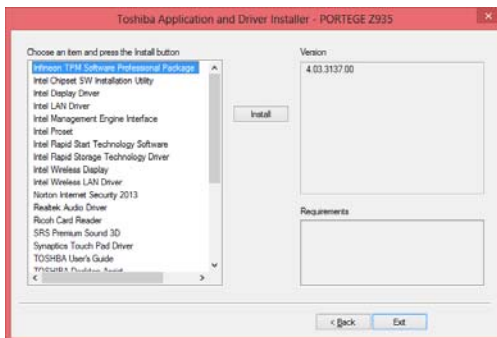 Toshiba Application and Driver Installer - PORTEGE Z935
Choose an item and press the Install button
Infineon TPM Software Professional Package
Intel Chipset SW Installation Utility
Intel Display Driver
Intel LAN Driver
Intel Management Engine Interface
Intel Proset
Intel Rapid Start Technology Software
Intel Rapid Storage Technology Driver
Intel Wireless Display
Intel Wireless LAN Driver
Norton Internet Security 2013
Realtek Audio Driver
Ricoh Card Reader
SRS Premium Sound 3D
Synaptics Touch Pad Driver
TOSHIBA User's Guide
TOSHIBA Desktop Assist
Install
Version
4.03.3137.00
Requirements
< Back
Exit